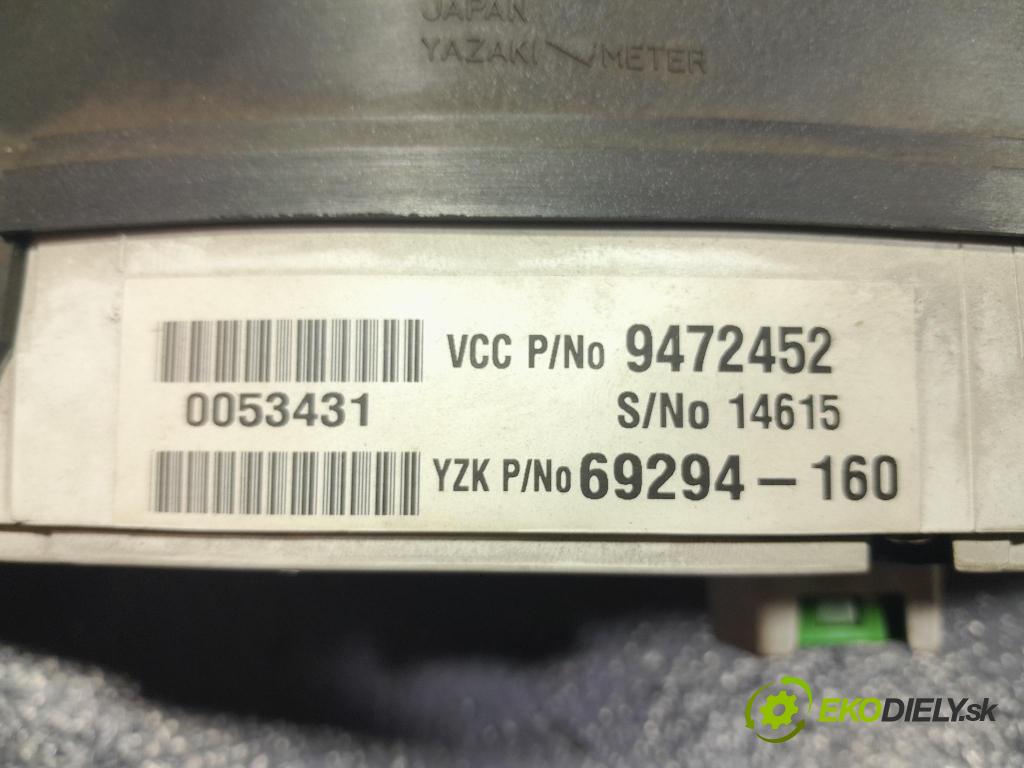 JAPAN
YAZAKI METER
VCC P/No 9472452
0053431 S/No 14615
YZK P/No 69294-160
EKODIELY.sk